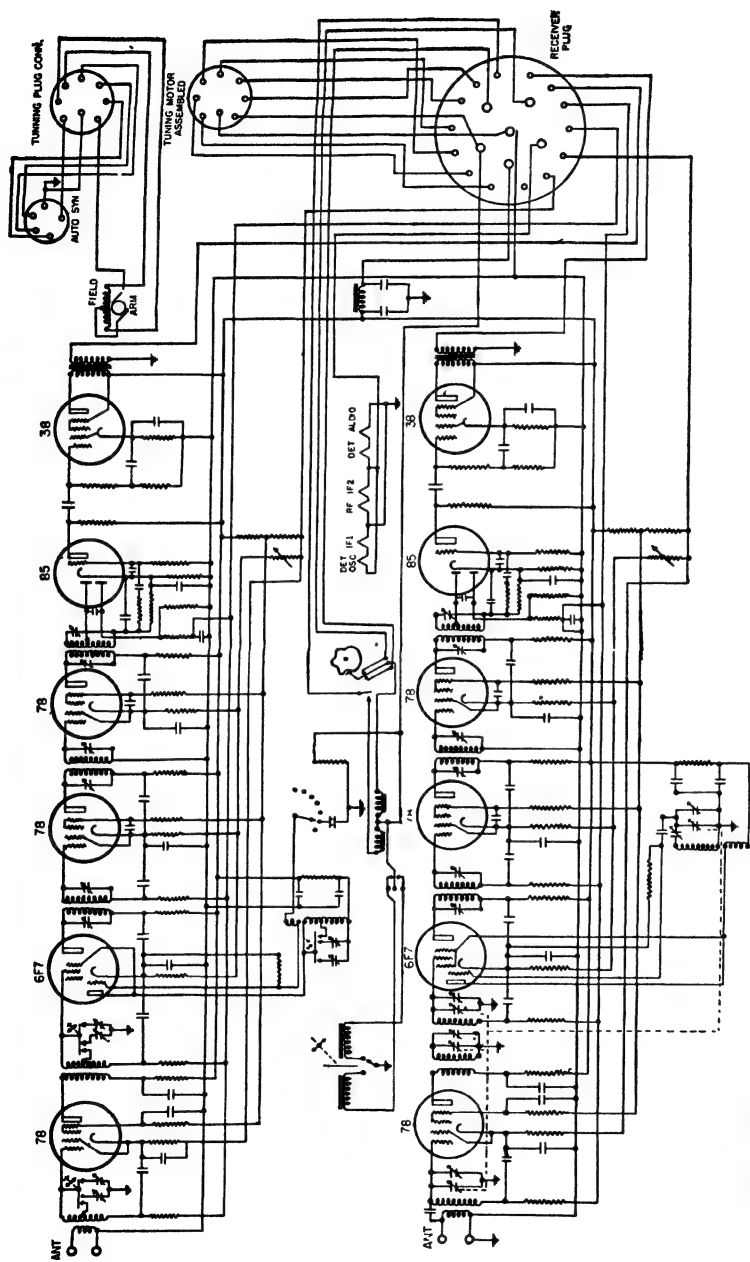 TUNNING PLUG CONN.
AUTO SYN
FIELD
ARM
TUNING MOTOR
ASSEMBLED
RECEIVER
PLUG
38
85
78
78
6F7
78
ANT
DET
OSC
IF1
RF
IF2
DET
AUDIO
38
85
78
6F7
78
ANT